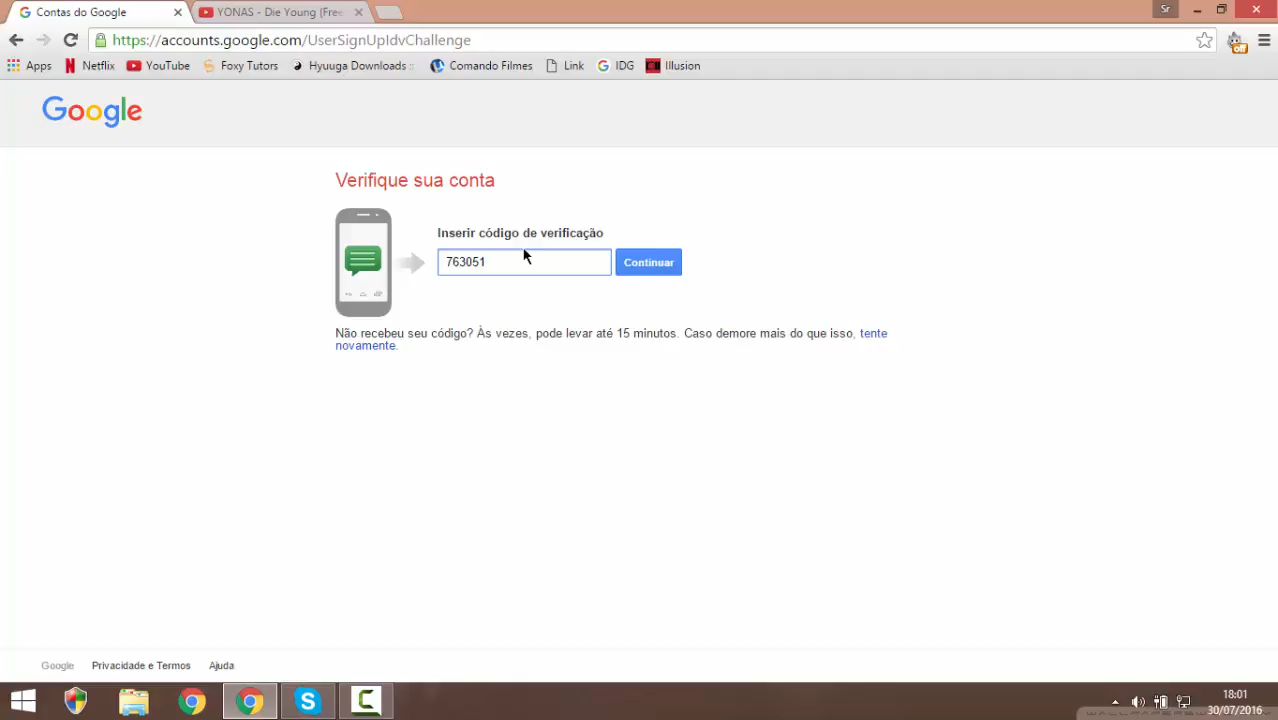 Contas do Google
YONAS - Die Young (Free
Sr
https://accounts.google.com/UserSignUpIdvChallenge
off
Apps Netflix YouTube Foxy Tutors Hyuuga Downloads : Comando Filmes Link IDG Illusion
Google
Verifique sua conta
Inserir código de verificação
763051
Continuar
Não recebeu seu código? Às vezes, pode levar até 15 minutos. Caso demore mais do que isso, tente
novamente.
Google Privacidade e Termos Ajuda
18:01
30/07/2016